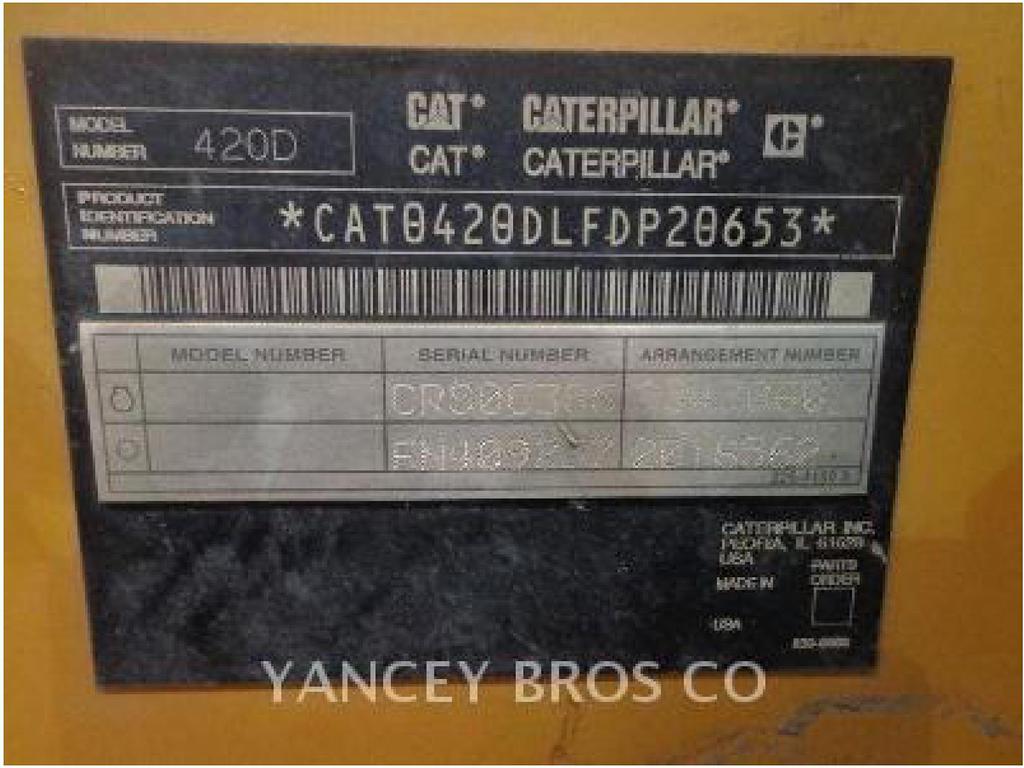 CAT® CATERPILLAR®
MODEL
NUMBER 420D
CAT® CATERPILLAR®
PRODUCT
IDENTIFICATION
NUMBER
*CAT0420DLFDP20653*
MODEL NUMBER SERIAL NUMBER ARRANGEMENT NUMBER
CATERPILLAR INC.
PEORIA, IL 61629
USA
MADE IN
USA
PARTS
ORDER
YANCEY BROS CO